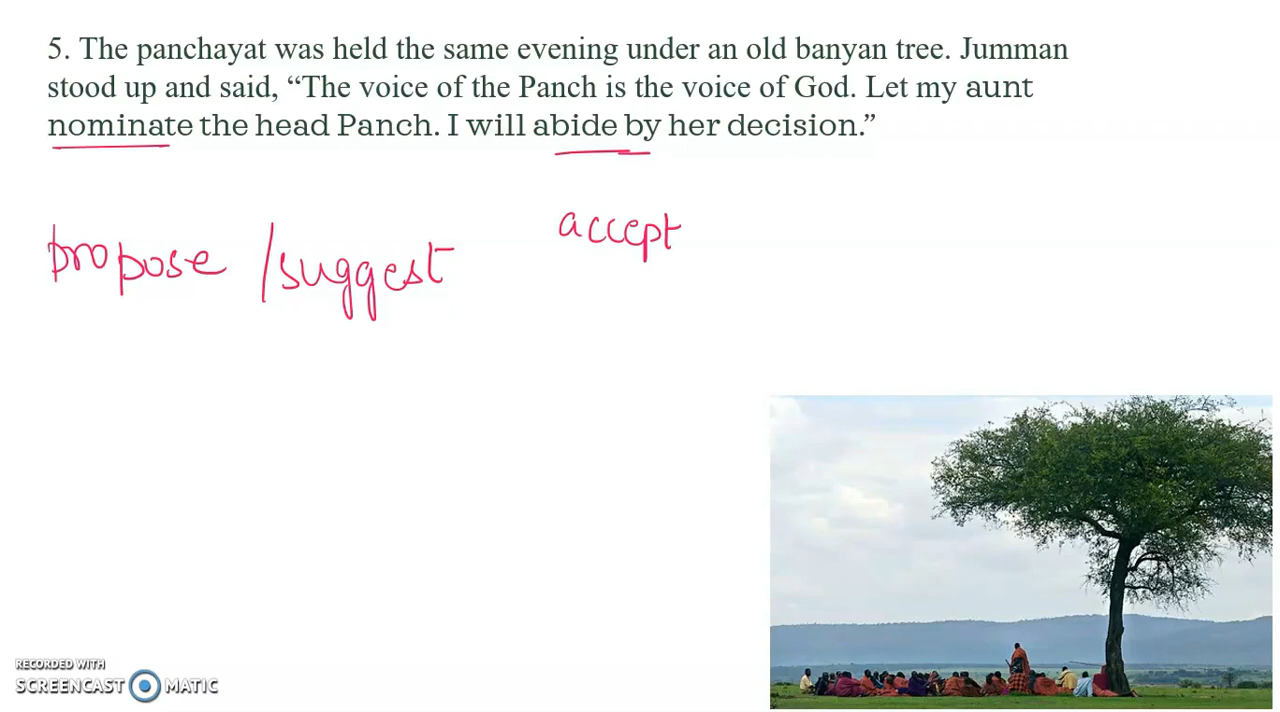 5. The panchayat was held the same evening under an old banyan tree. Jumman
stood up and said, “The voice of the Panch is the voice of God. Let my aunt
nominate the head Panch. I will abide by her decision.”
accept
propose /suggest
RECORDED WITH
SCREENCAST MATIC